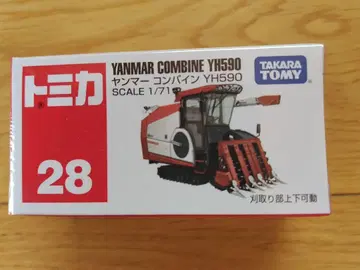 トミカ
28
YANMAR COMBINE YH590
ヤンマー コンバイン YH590
SCALE 1/71
TAKARA
TOMY
刈取り部上下可動